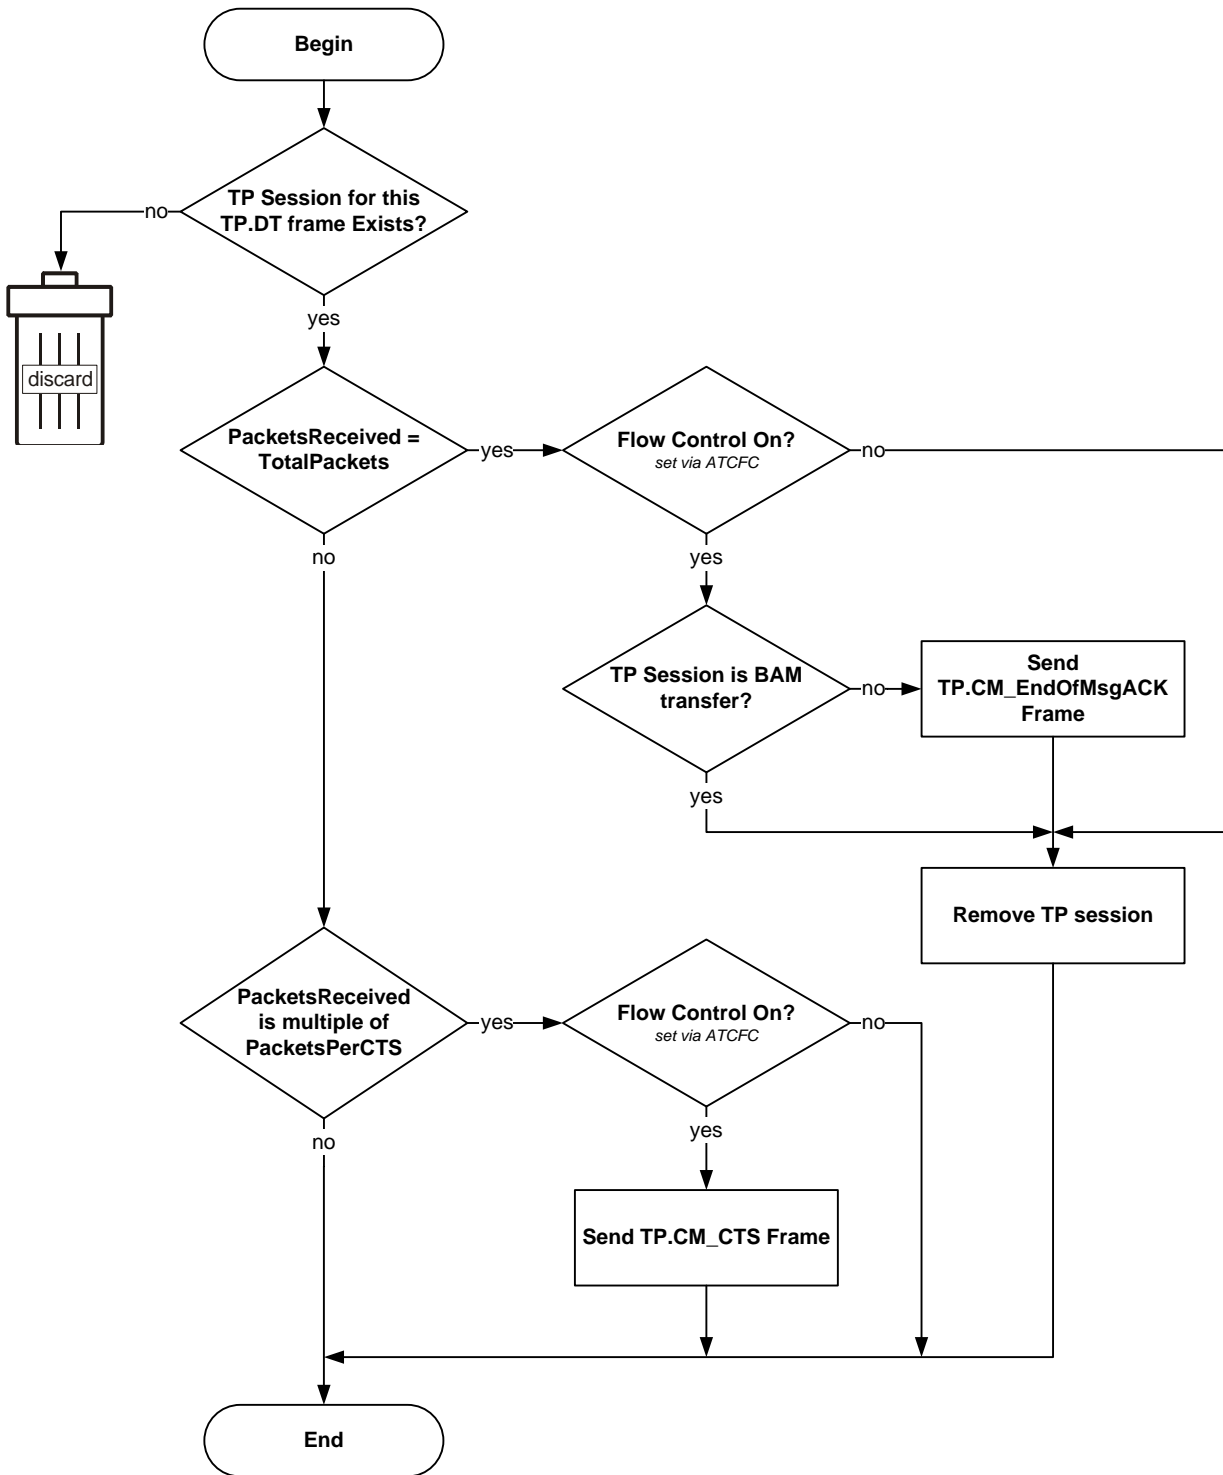 Begin
TP Session for this
TP.DT frame Exists?
no
yes
discard
PacketsReceived =
TotalPackets
yes
Flow Control On?
set via ATCFC
no
no
yes
TP Session is BAM
transfer?
no
Send
TP.CM_EndOfMsgACK
Frame
yes
Remove TP session
PacketsReceived
is multiple of
PacketsPerCTS
yes
Flow Control On?
set via ATCFC
no
no
yes
Send TP.CM_CTS Frame
End